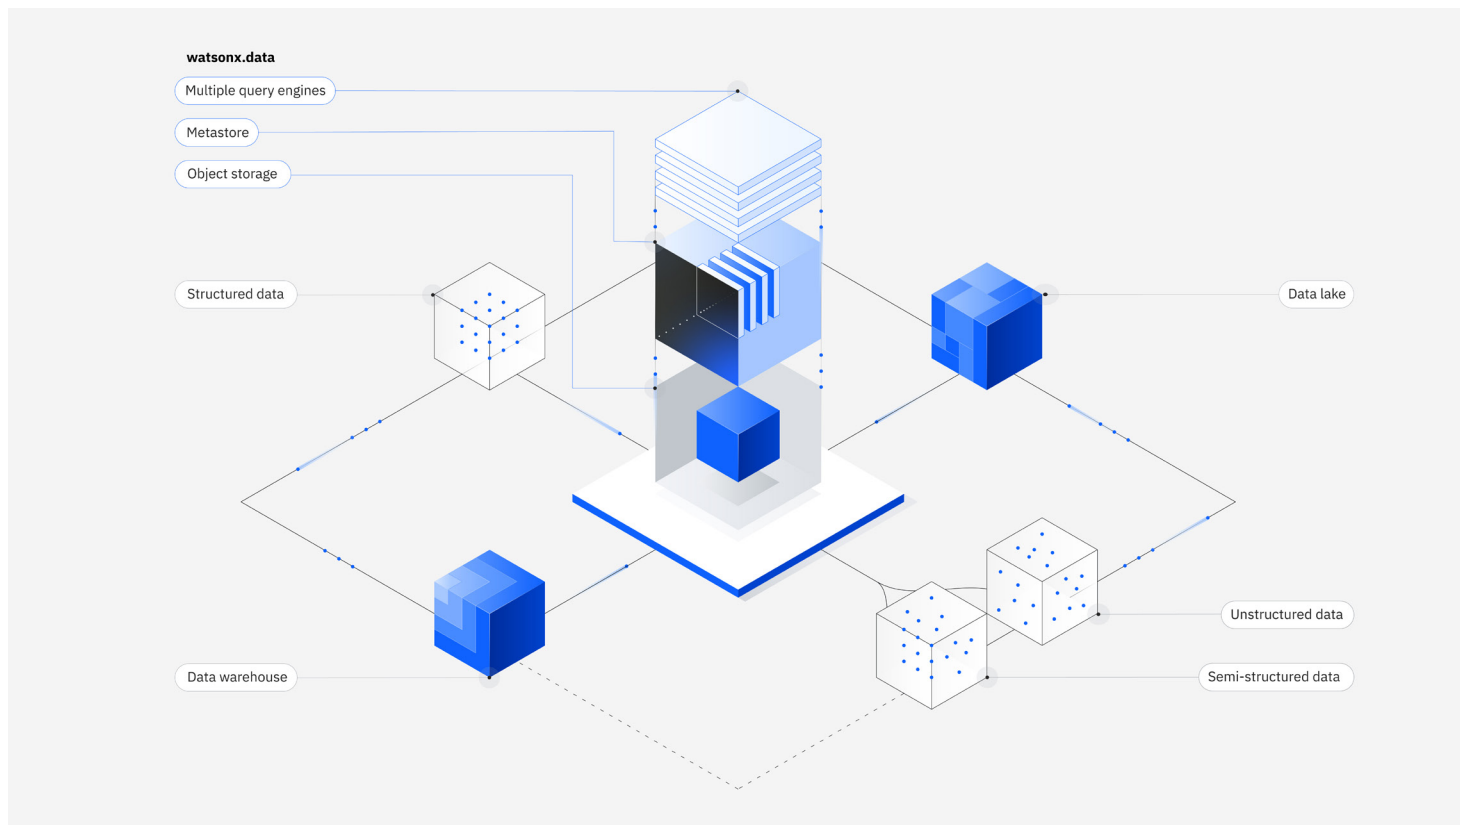 watsonx.data
Multiple query engines
Metastore
Object storage
Structured data
Data lake
Unstructured data
Data warehouse
Semi-structured data